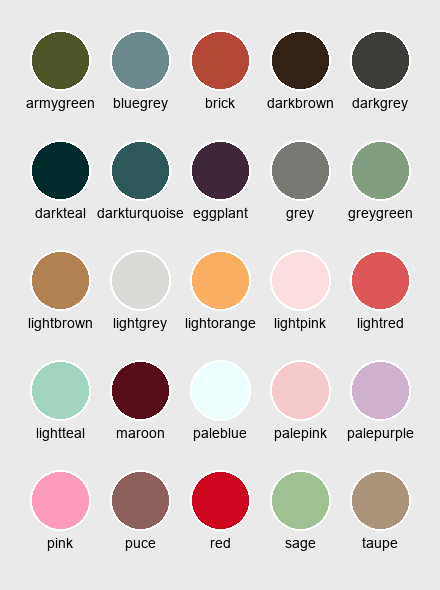 armygreen bluegrey brick darkbrown darkgrey
darkteal darkturquoise eggplant grey greygreen
lightbrown lightgrey lightorange lightpink lightred
lightteal maroon paleblue palepink palepurple
pink puce red sage taupe